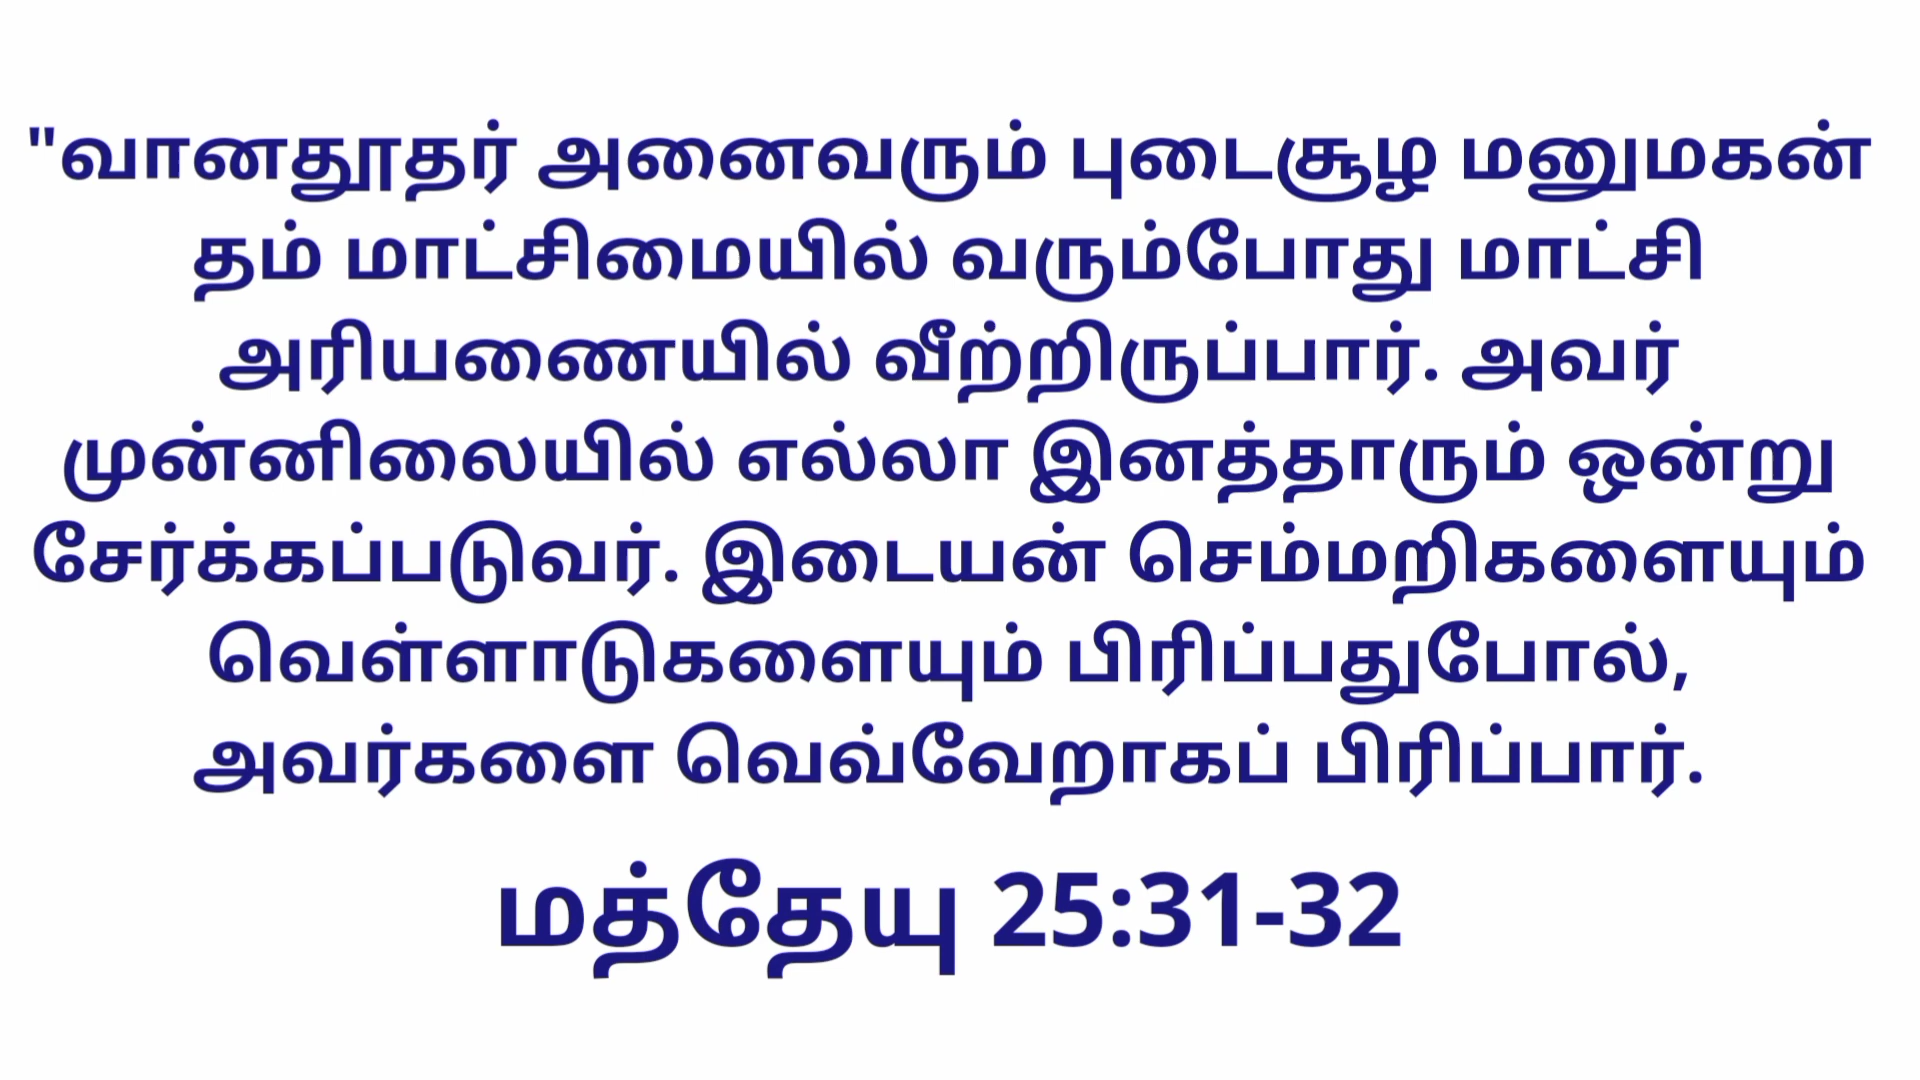 "வானதூதர் அனைவரும் புடைசூழ மனுமகன்
தம் மாட்சிமையில் வரும்போது மாட்சி
அரியணையில் வீற்றிருப்பார். அவர்
முன்னிலையில் எல்லா இனத்தாரும் ஒன்று
சேர்க்கப்படுவர். இடையன் செம்மறிகளையும்
வெள்ளாடுகளையும் பிரிப்பதுபோல்,
அவர்களை வெவ்வேறாகப் பிரிப்பார்.
மத்தேயு 25:31-32